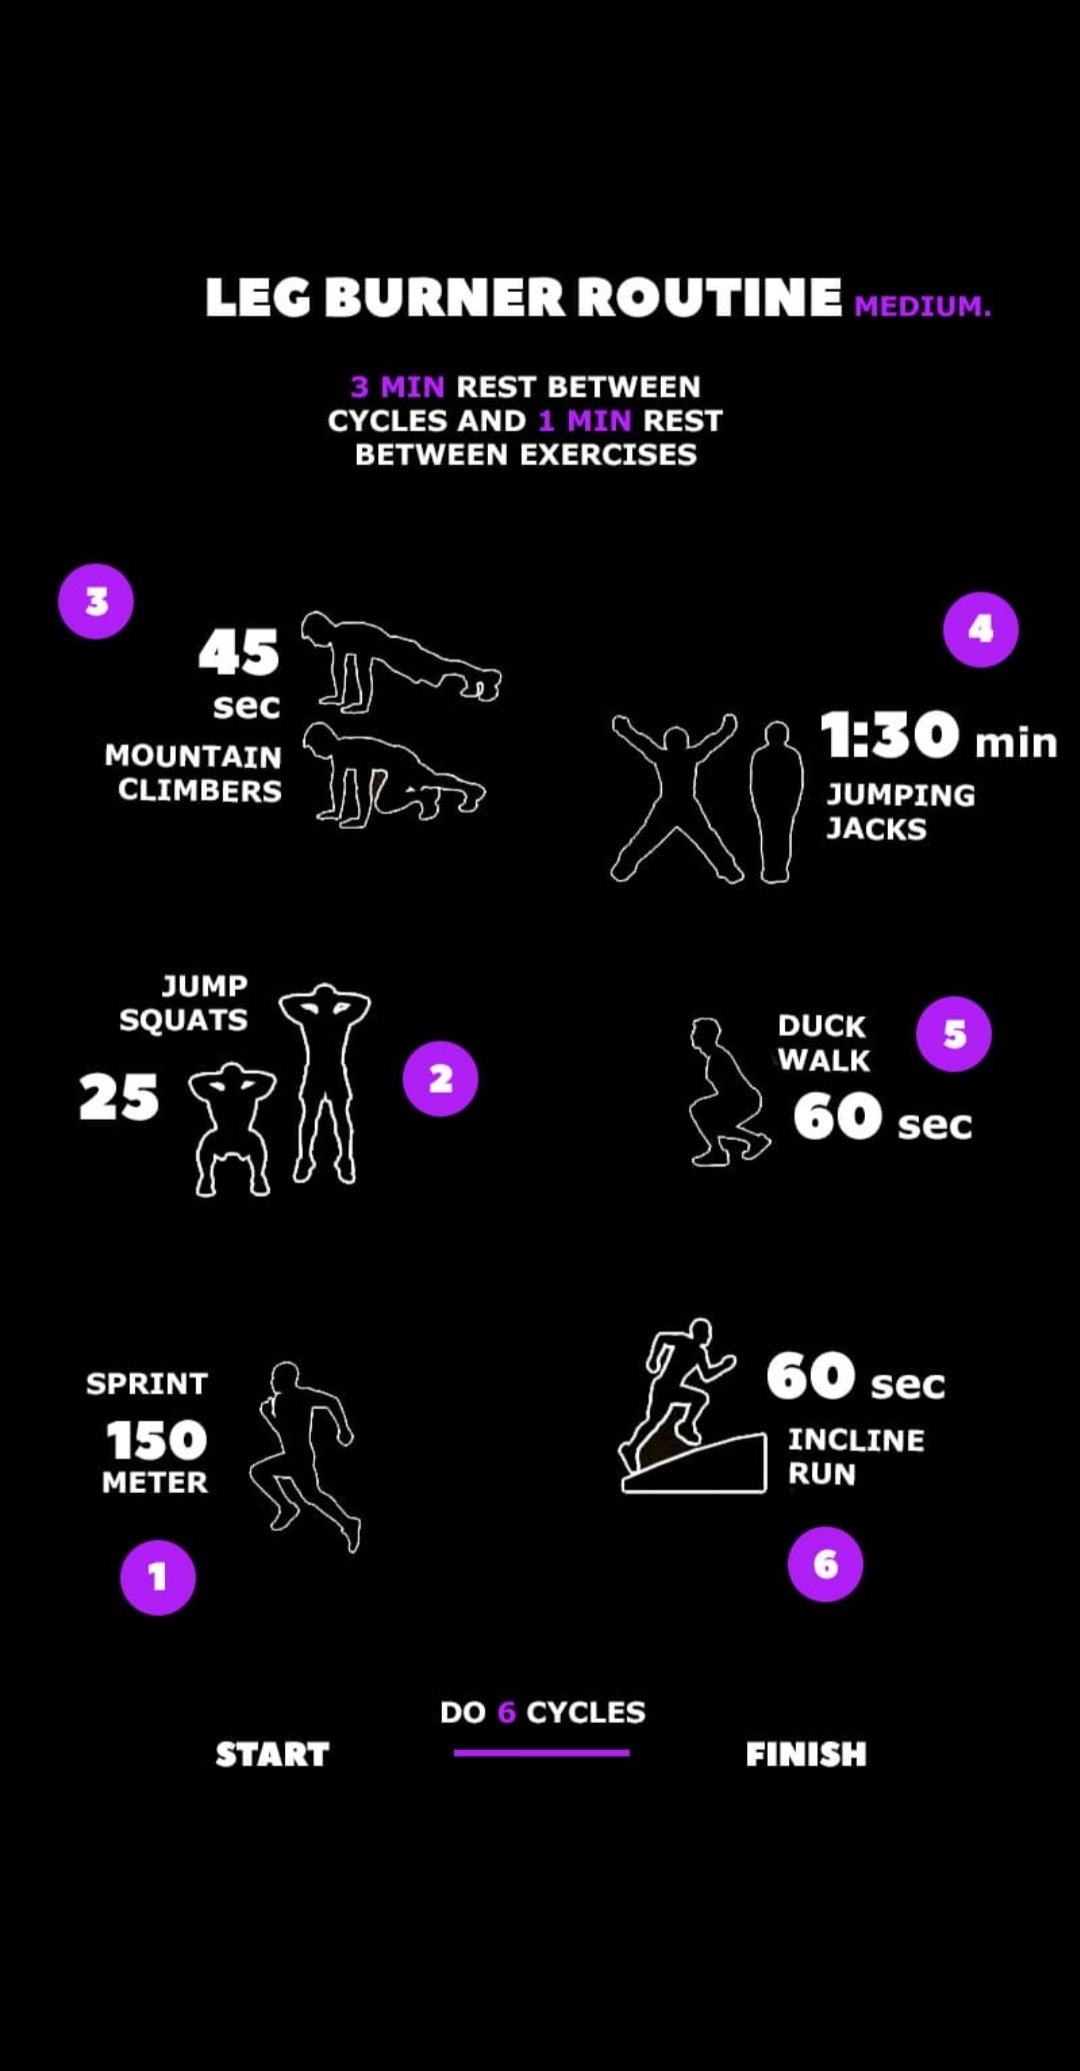 LEG BURNER ROUTINE MEDIUM.
3 MIN REST BETWEEN
CYCLES AND 1 MIN REST
BETWEEN EXERCISES
3
45
sec
MOUNTAIN
CLIMBERS
4
1:30 min
JUMPING
JACKS
JUMP
SQUATS
25
2
DUCK
WALK
5
60 sec
SPRINT
150
METER
1
60 sec
INCLINE
RUN
6
DO 6 CYCLES
START
FINISH